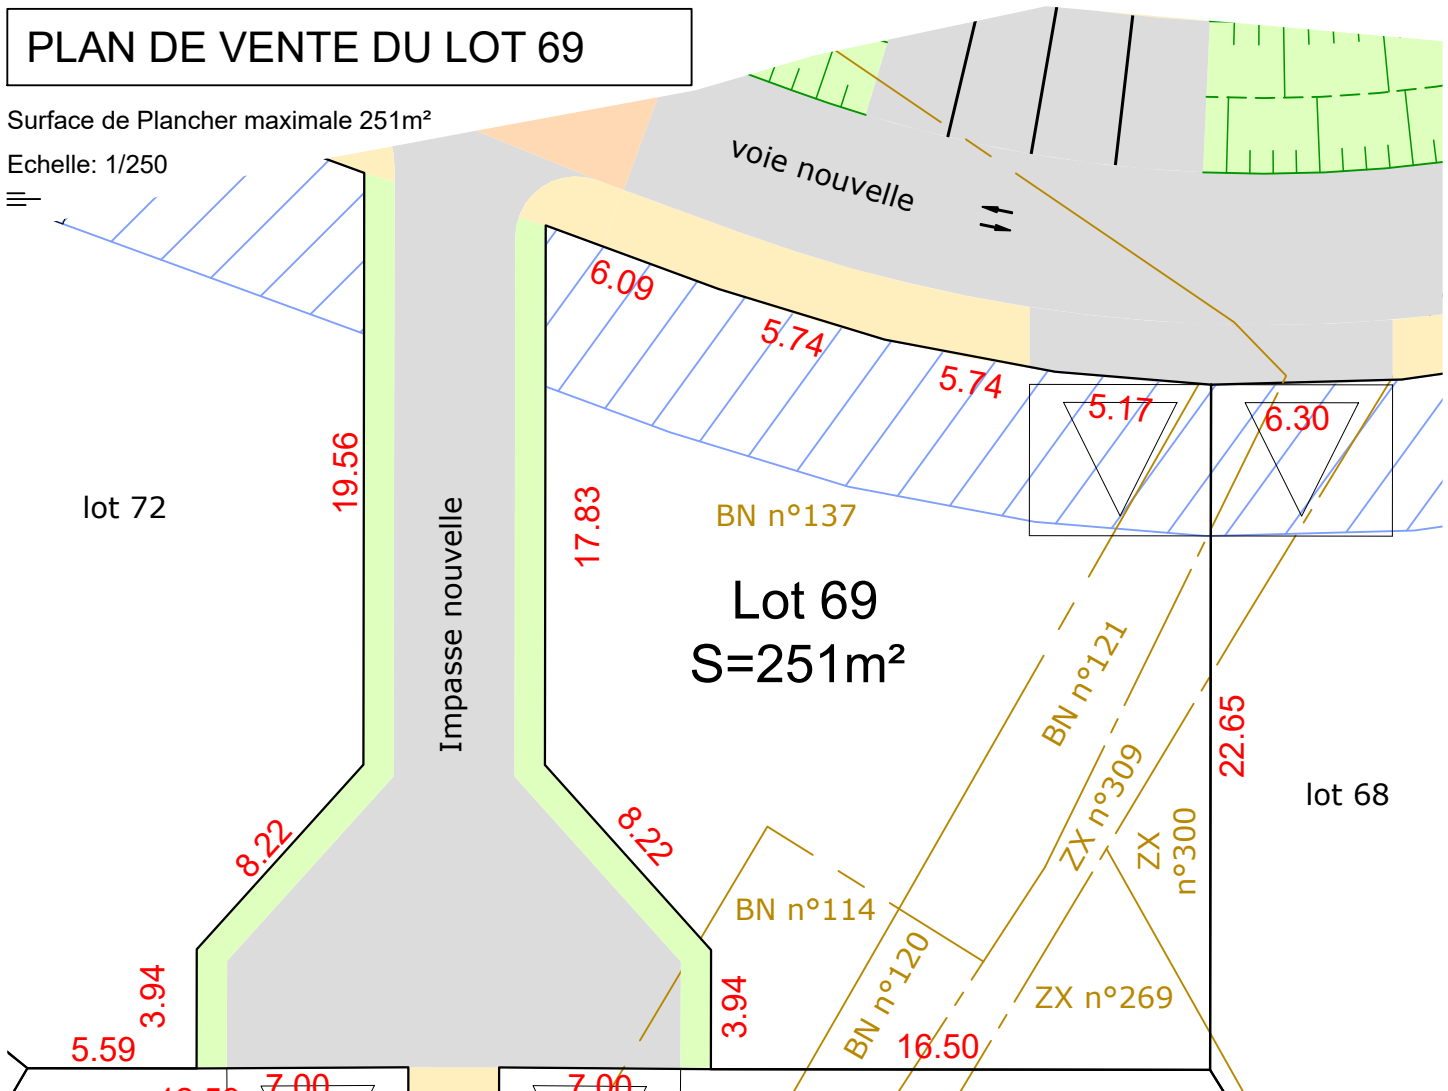 PLAN DE VENTE DU LOT 69
Surface de Plancher maximale 251m²
Echelle: 1/250
voie nouvelle
6.09
5.74
5.74
5.17
6.30
19.56
lot 72
Impasse nouvelle
17.83
BN n°137
Lot 69
S=251m²
BN n°121
22.65
ZX n°309
ZX
n°300
lot 68
8.22
8.22
BN n°114
BN n°120
ZX n°269
3.94
3.94
5.59
16.50
7.00
7.00